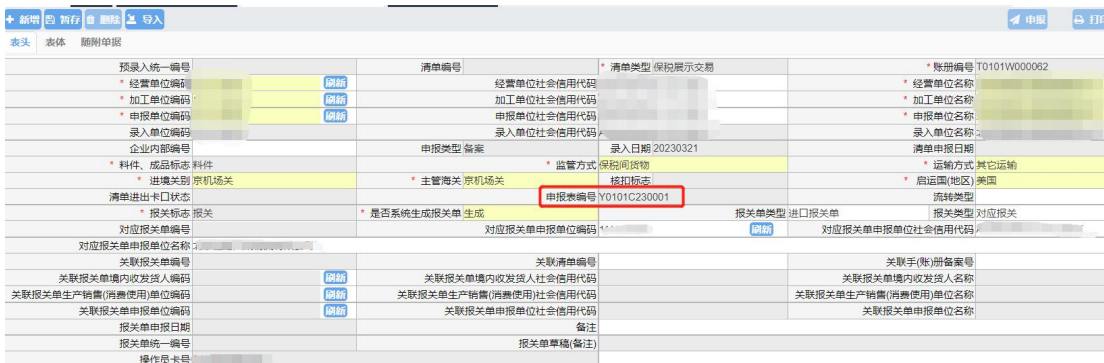 + 新增 暂存 删除 导入 申报 打印
表头 表体 随附单据
预录入统一编号 清单编号 * 清单类型 保税展示交易 * 账册编号 T0101W000062
* 经营单位编码 刷新 经营单位社会信用代码 * 经营单位名称
* 加工单位编码 刷新 加工单位社会信用代码 * 加工单位名称
* 申报单位编码 刷新 申报单位社会信用代码 * 申报单位名称
录入单位编码 录入单位社会信用代码 录入单位名称
企业内部编号 申报类型 备案 录入日期 20230321 清单申报日期
* 料件、成品标志 料件 * 监管方式 保税间货物 * 运输方式 其它运输
* 进境关别 京机场关 * 主管海关 京机场关 核扣标志 * 启运国(地区) 美国
清单进出卡口状态 申报表编号 Y0101C230001 流转类型
* 报关标志 报关 * 是否系统生成报关单 生成 报关单类型 进口报关单 报关类型 对应报关
对应报关单编号 对应报关单申报单位编码 刷新 对应报关单申报单位社会信用代码
对应报关单申报单位名称
关联报关单编号 关联清单编号 关联手(账)册备案号
关联报关单境内收发货人编码 刷新 关联报关单境内收发货人社会信用代码 关联报关单境内收发货人名称
关联报关单生产销售(消费使用)单位编码 刷新 关联报关单生产销售(消费使用)社会信用代码 关联报关单生产销售(消费使用)单位名称
关联报关单申报单位编码 刷新 关联报关单申报单位社会信用代码 关联报关单申报单位名称
报关单申报日期 备注
报关单统一编号 报关单草稿(备注)
操作员卡号